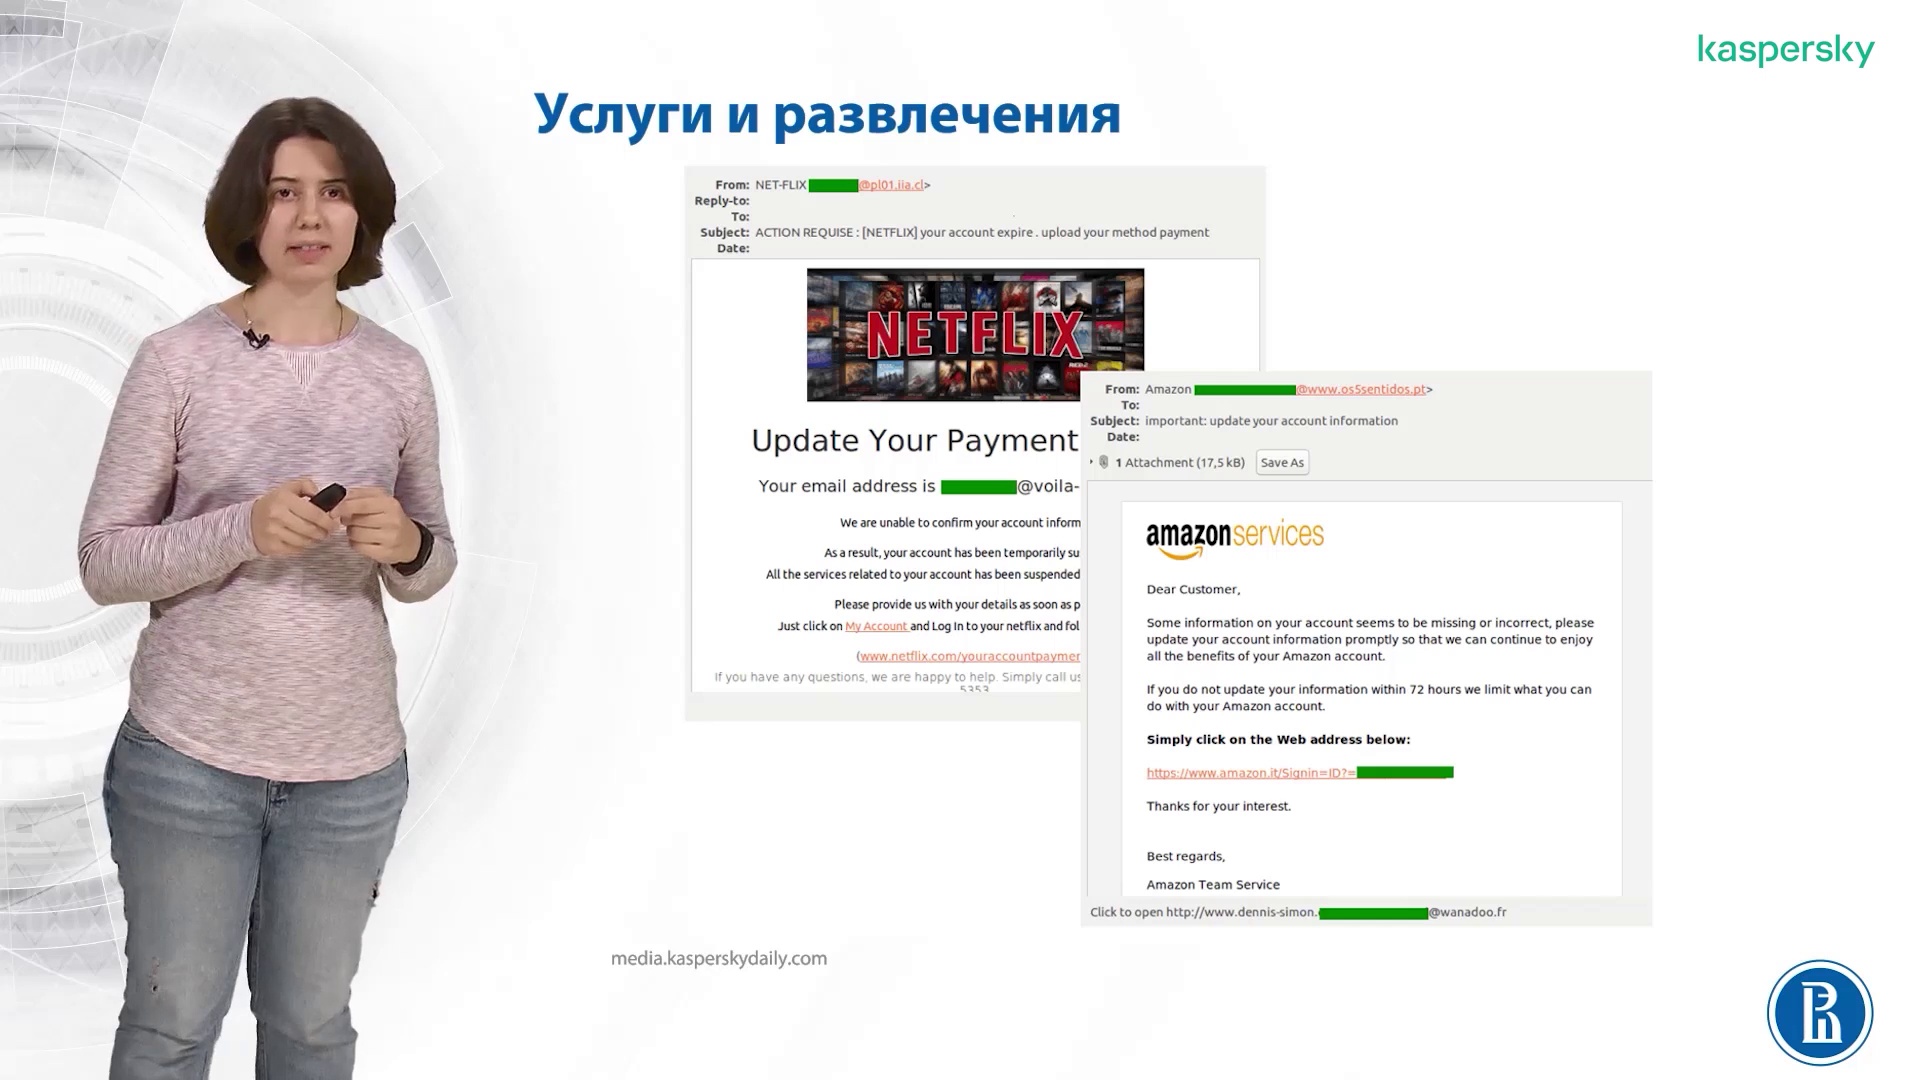 kaspersky
Услуги и развлечения
From: NET-FLIX @pl01.iia.cl>
Reply-to:
To:
Subject: ACTION REQUISE : [NETFLIX] your account expire . upload your method payment
Date:
NETFLIX
Update Your Payment
Your email address is @voila-
We are unable to confirm your account inform
As a result, your account has been temporarily su
All the services related to your account has been suspended
Please provide us with your details as soon as p
Just click on My Account and Log In to your netflix and fol
(www.netflix.com/youraccountpaymen
If you have any questions, we are happy to help. Simply call us
5353
From: Amazon @www.os5sentidos.pt>
To:
Subject: important: update your account information
Date:
1 Attachment (17,5 kB) Save As
amazonservices
Dear Customer,
Some information on your account seems to be missing or incorrect, please
update your account information promptly so that we can continue to enjoy
all the benefits of your Amazon account.
If you do not update your information within 72 hours we limit what you can
do with your Amazon account.
Simply click on the Web address below:
https://www.amazon.it/Signin=ID?=
Thanks for your interest.
Best regards,
Amazon Team Service
Click to open http://www.dennis-simon. @wanadoo.fr
media.kasperskydaily.com